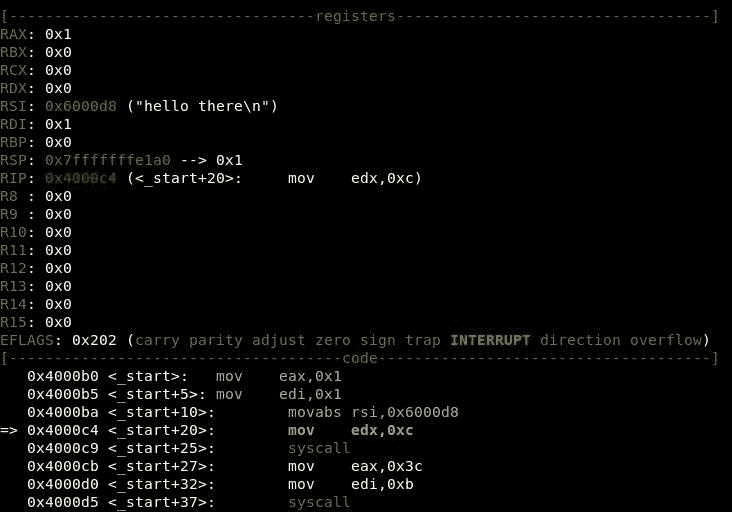 [----------------------------------registers-----------------------------------]
RAX: 0x1
RBX: 0x0
RCX: 0x0
RDX: 0x0
RSI: 0x6000d8 ("hello there\n")
RDI: 0x1
RBP: 0x0
RSP: 0x7fffffffe1a0 --> 0x1
RIP: 0x4000c4 (<_start+20>:     mov    edx,0xc)
R8 : 0x0
R9 : 0x0
R10: 0x0
R11: 0x0
R12: 0x0
R13: 0x0
R14: 0x0
R15: 0x0
EFLAGS: 0x202 (carry parity adjust zero sign trap INTERRUPT direction overflow)
[-------------------------------------code-------------------------------------]
   0x4000b0 <_start>:   mov    eax,0x1
   0x4000b5 <_start+5>: mov    edi,0x1
   0x4000ba <_start+10>:        movabs rsi,0x6000d8
=> 0x4000c4 <_start+20>:        mov    edx,0xc
   0x4000c9 <_start+25>:        syscall
   0x4000cb <_start+27>:        mov    eax,0x3c
   0x4000d0 <_start+32>:        mov    edi,0xb
   0x4000d5 <_start+37>:        syscall